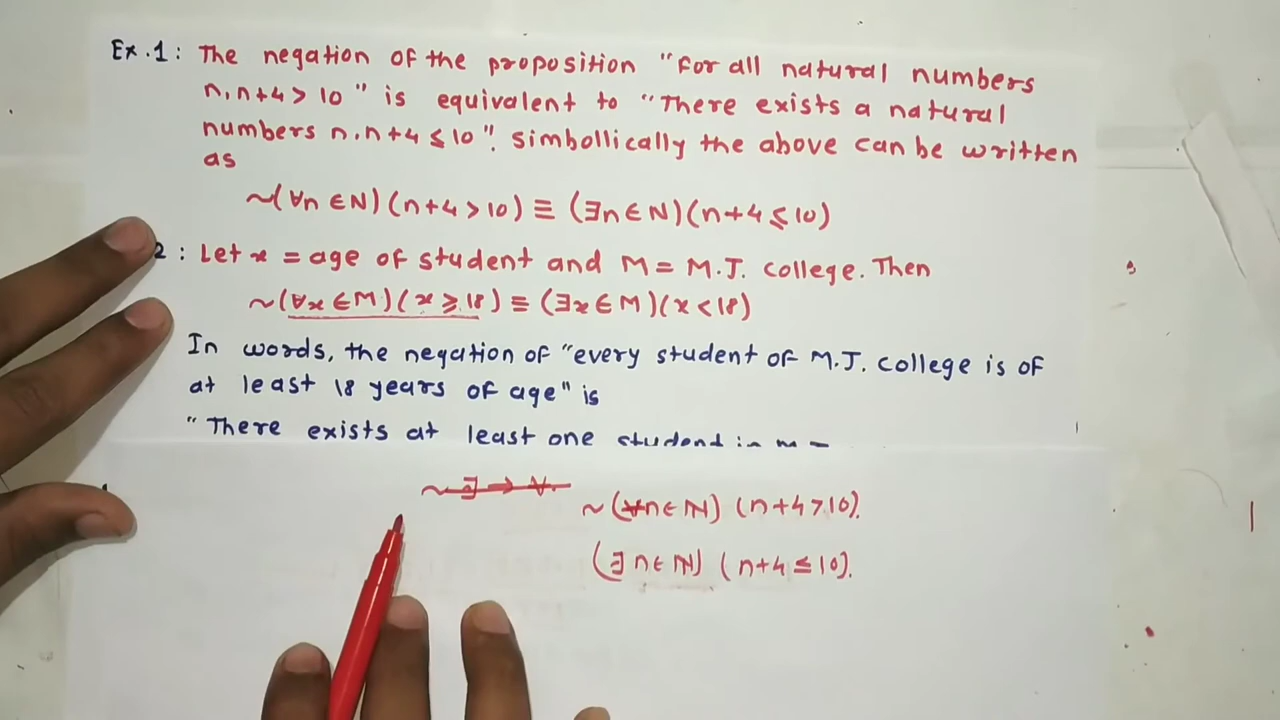 Ex.1: The negation of the proposition "For all natural numbers
n, n+4 > 10" is equivalent to "There exists a natural
numbers n, n+4 ≤ 10". Simbollically the above can be written
as
~(∀n∈N)(n+4>10) ≡ (∃n∈N)(n+4≤10)
2: Let x = age of student and M = M.J. college. Then
~(∀x∈M)(x≥18) ≡ (∃x∈M)(x<18)
In words, the negation of "every student of M.J. college is of
at least 18 years of age" is
"There exists at least one student in M
~∃→∀.
~(∀n∈N) (n+4>10).
(∃n∈N) (n+4≤10).